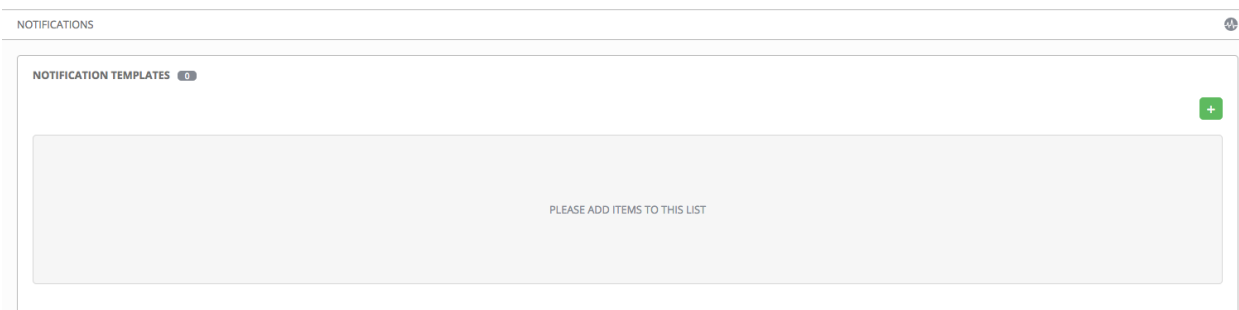 NOTIFICATIONS
NOTIFICATION TEMPLATES 0
+
PLEASE ADD ITEMS TO THIS LIST